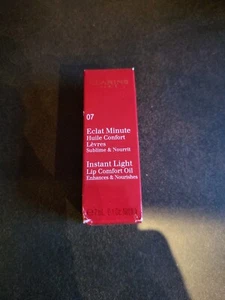 07
Eclat Minute
Huile Confort
Lèvres
Sublime & Nourrit
Instant Light
Lip Comfort Oil
Enhances & Nourishes